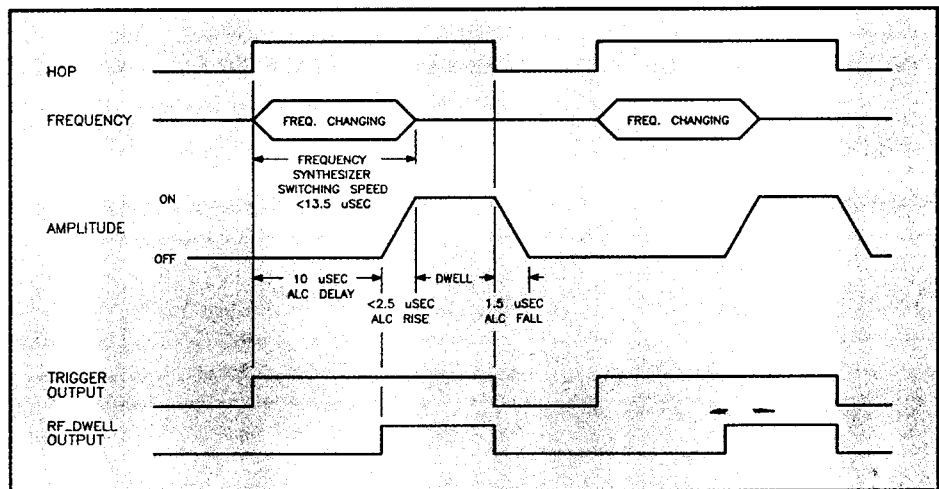 HOP
FREQUENCY
FREQ. CHANGING
FREQ. CHANGING
FREQUENCY
SYNTHESIZER
SWITCHING SPEED
<13.5 uSEC
ON
AMPLITUDE
OFF
10 uSEC
ALC DELAY
<2.5 uSEC
ALC RISE
DWELL
1.5 uSEC
ALC FALL
TRIGGER
OUTPUT
RF_DWELL
OUTPUT